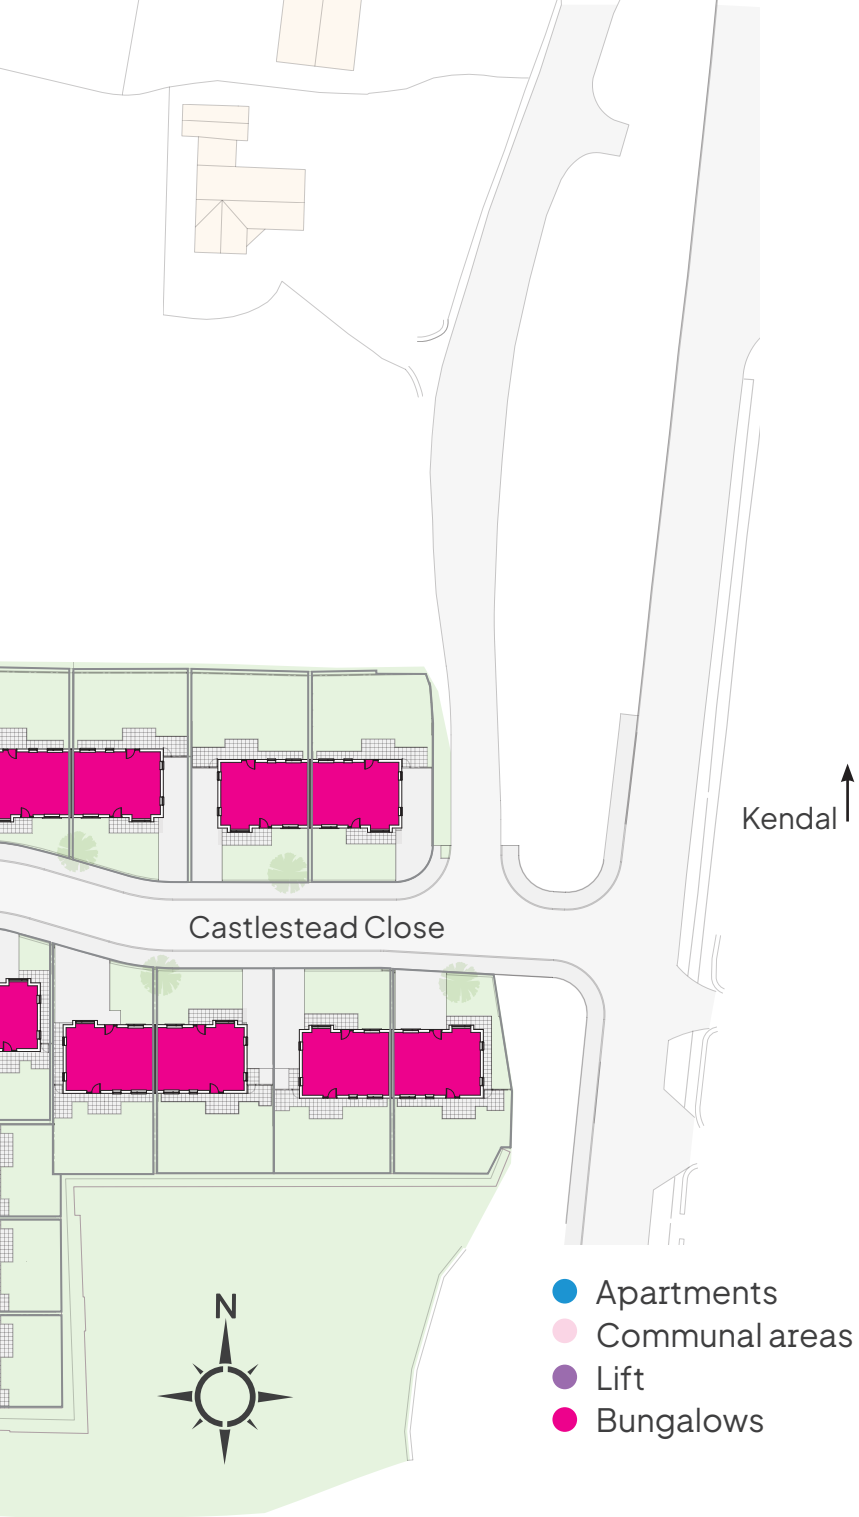 Kendal
Castlestead Close
N
Apartments
Communal areas
Lift
Bungalows